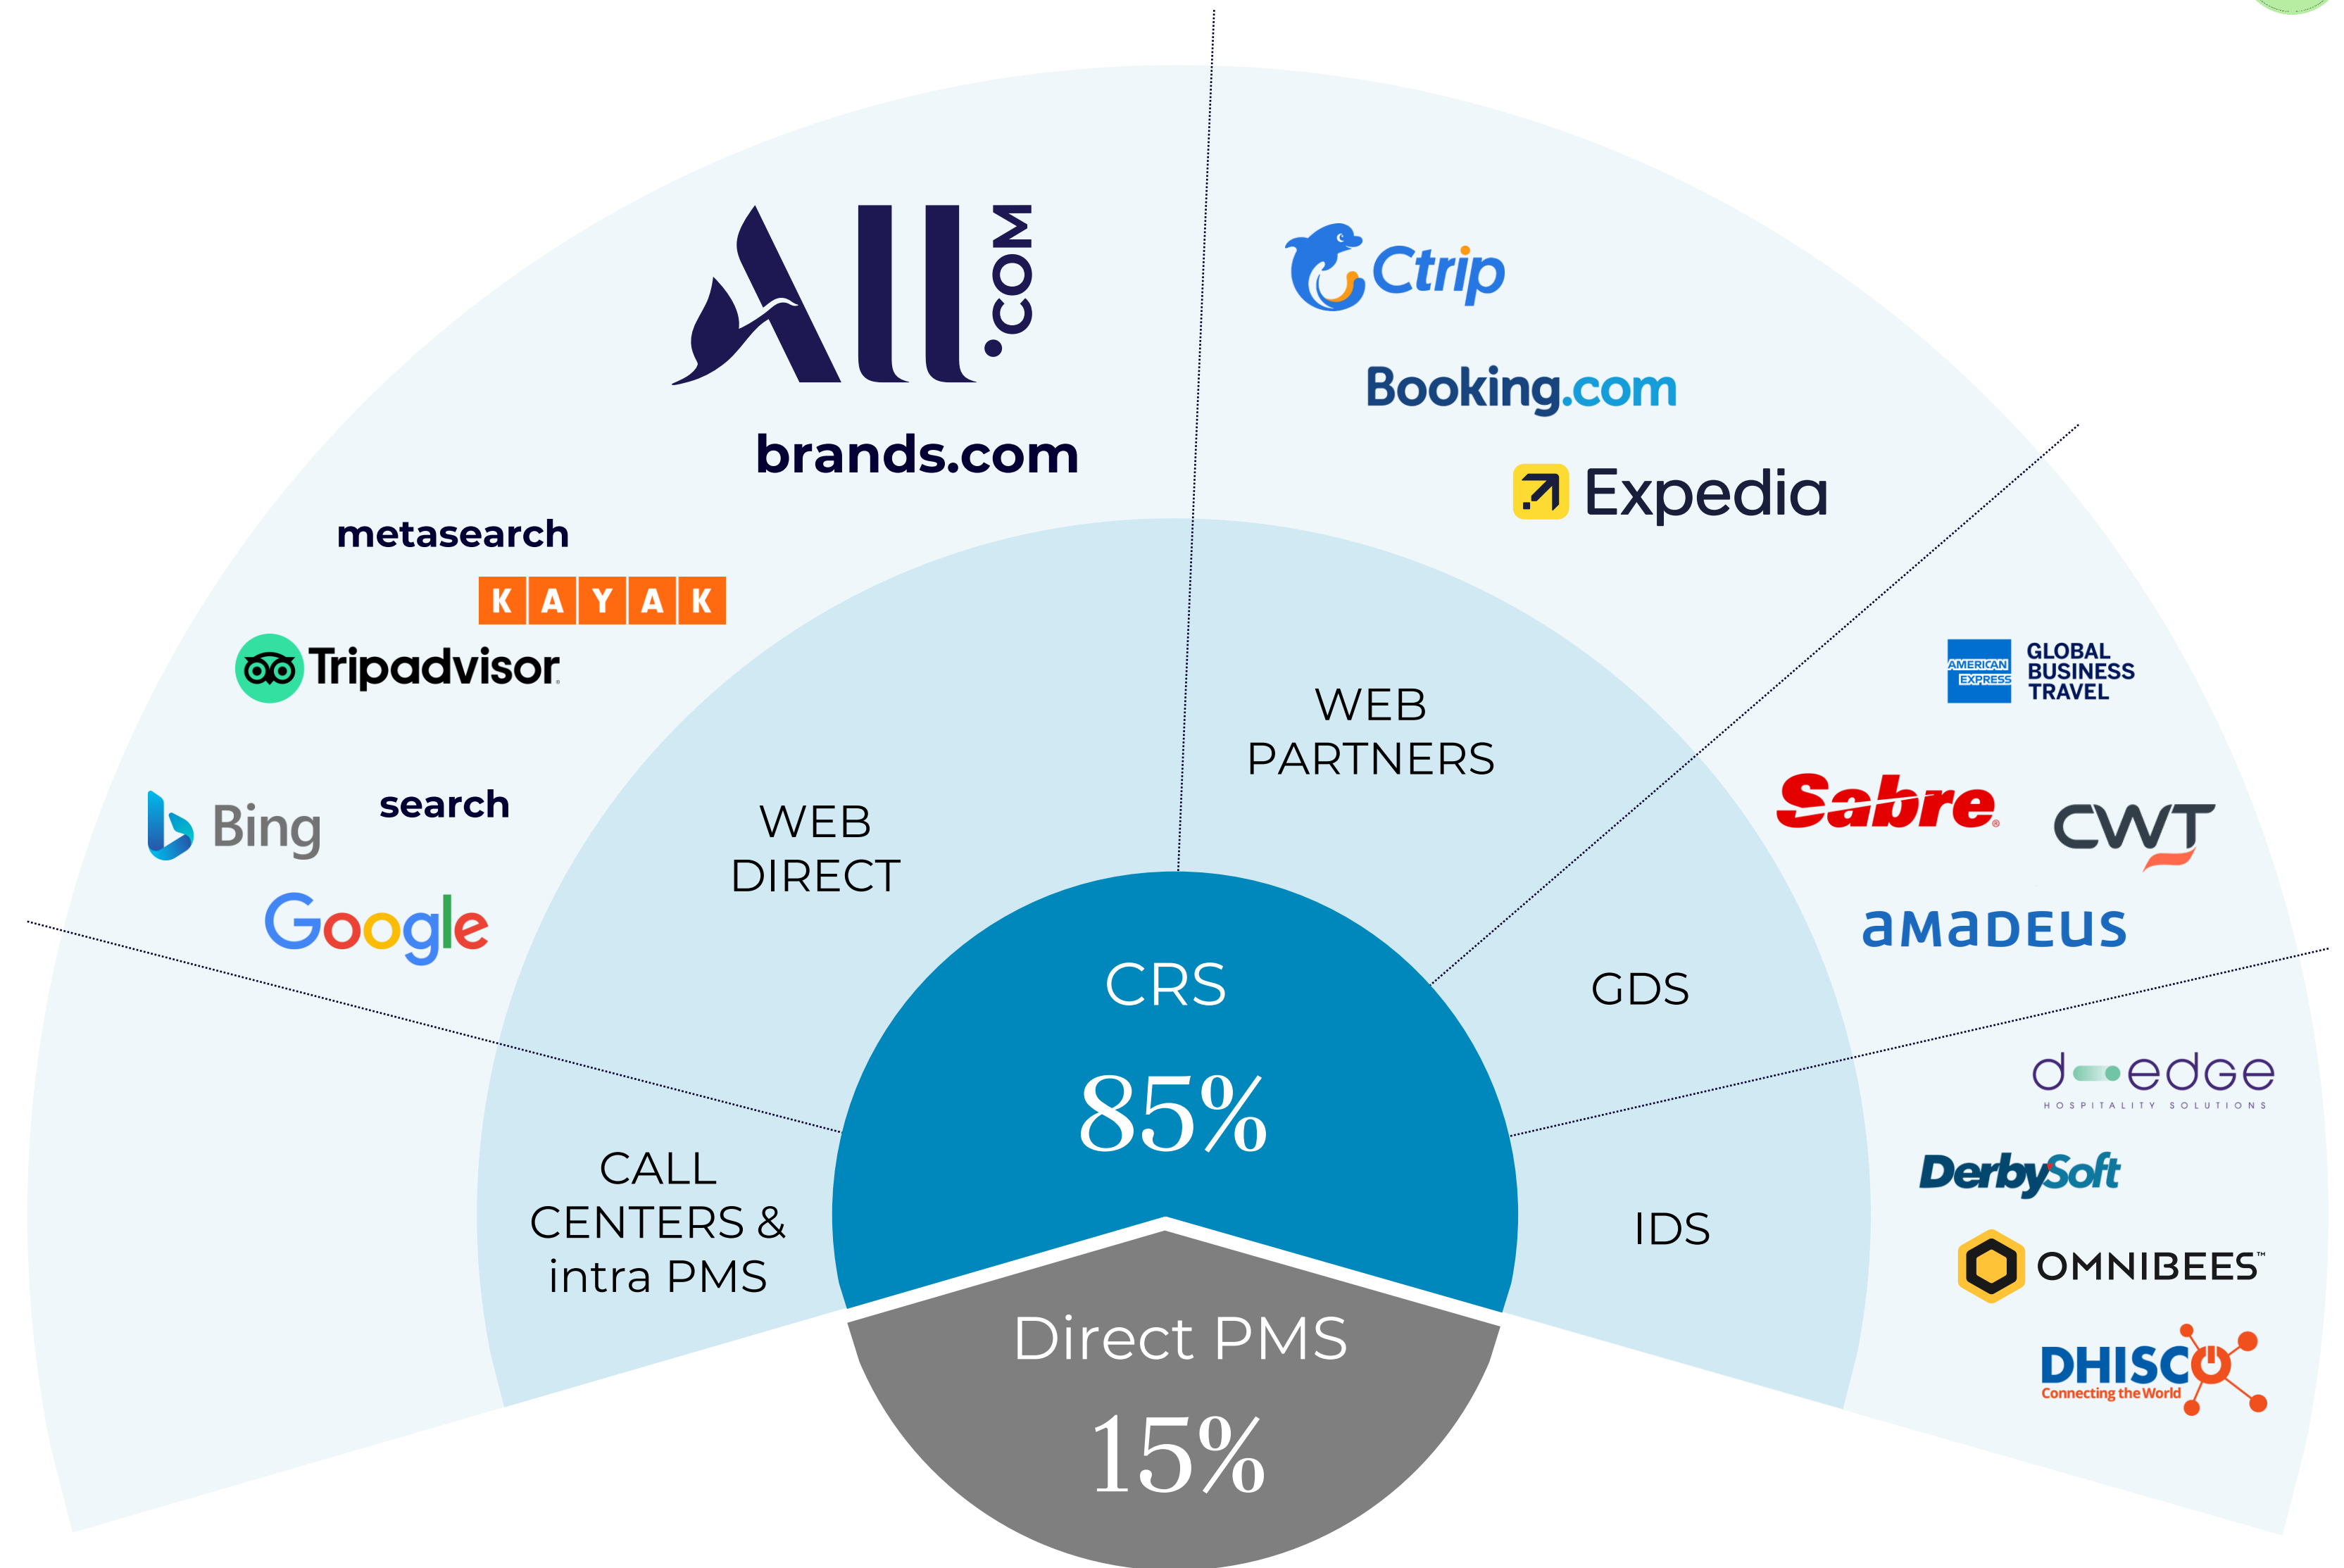 All
.COM
brands.com
metasearch
KAYAK
Tripadvisor
Bing
search
Google
Ctrip
Booking.com
Expedia
AMERICAN
EXPRESS
GLOBAL
BUSINESS
TRAVEL
Sabre®
CWT
aMaDEUS
d-edge
HOSPITALITY SOLUTIONS
DerbySoft
OMNIBEES™
DHISCO
Connecting the World
WEB
DIRECT
WEB
PARTNERS
GDS
IDS
CALL
CENTERS &
intra PMS
CRS
85%
Direct PMS
15%